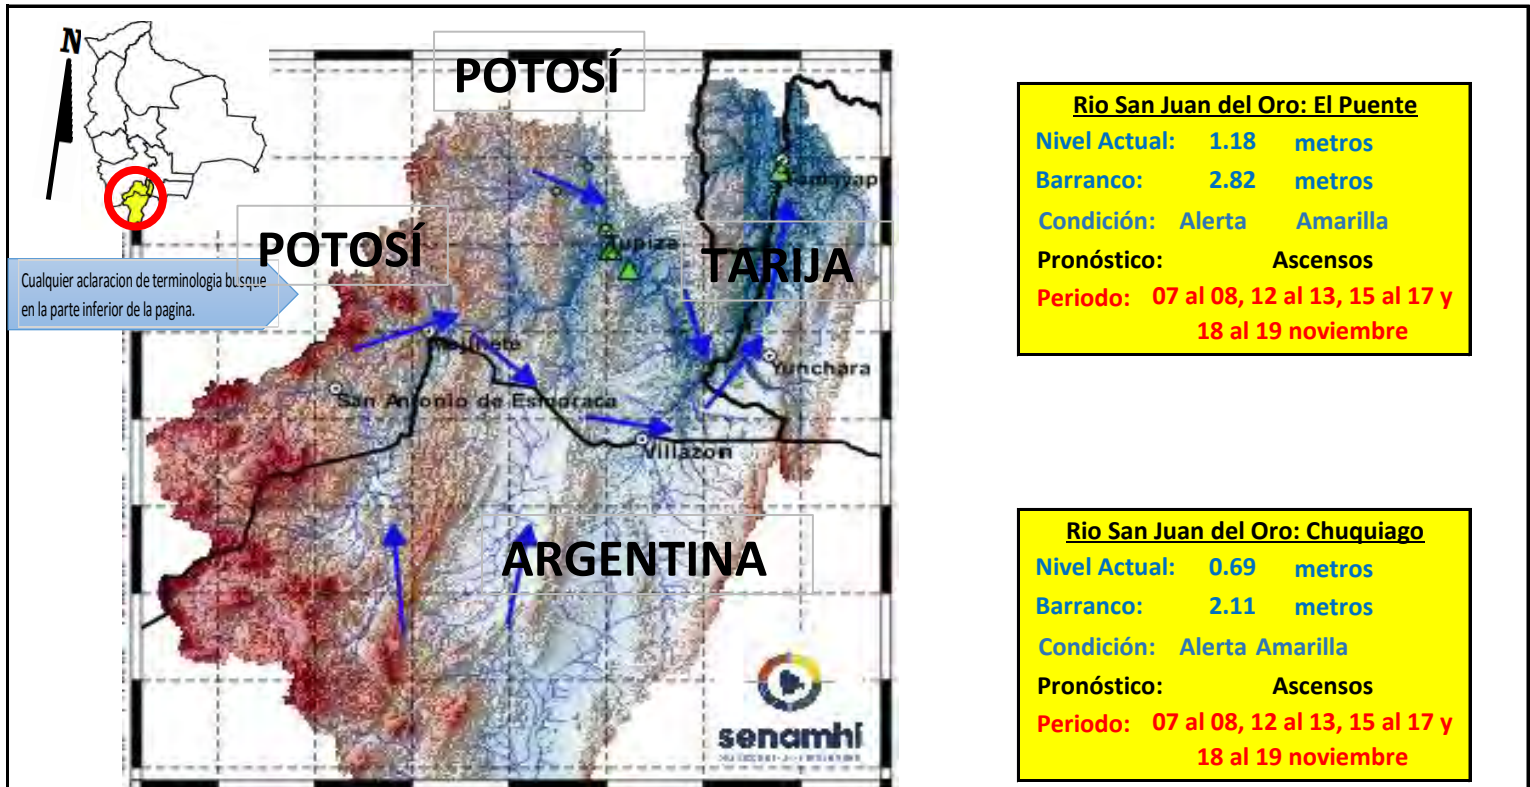 N
POTOSÍ
POTOSÍ
TARIJA
ARGENTINA
Cualquier aclaracion de terminologia busque
en la parte inferior de la pagina.
Tupiza
Yunchara
San Antonio de Esmoraca
Villazon
senamhi
Rio San Juan del Oro: El Puente
Nivel Actual: 1.18 metros
Barranco: 2.82 metros
Condición: Alerta Amarilla
Pronóstico: Ascensos
Periodo: 07 al 08, 12 al 13, 15 al 17 y
18 al 19 noviembre
Rio San Juan del Oro: Chuquiago
Nivel Actual: 0.69 metros
Barranco: 2.11 metros
Condición: Alerta Amarilla
Pronóstico: Ascensos
Periodo: 07 al 08, 12 al 13, 15 al 17 y
18 al 19 noviembre